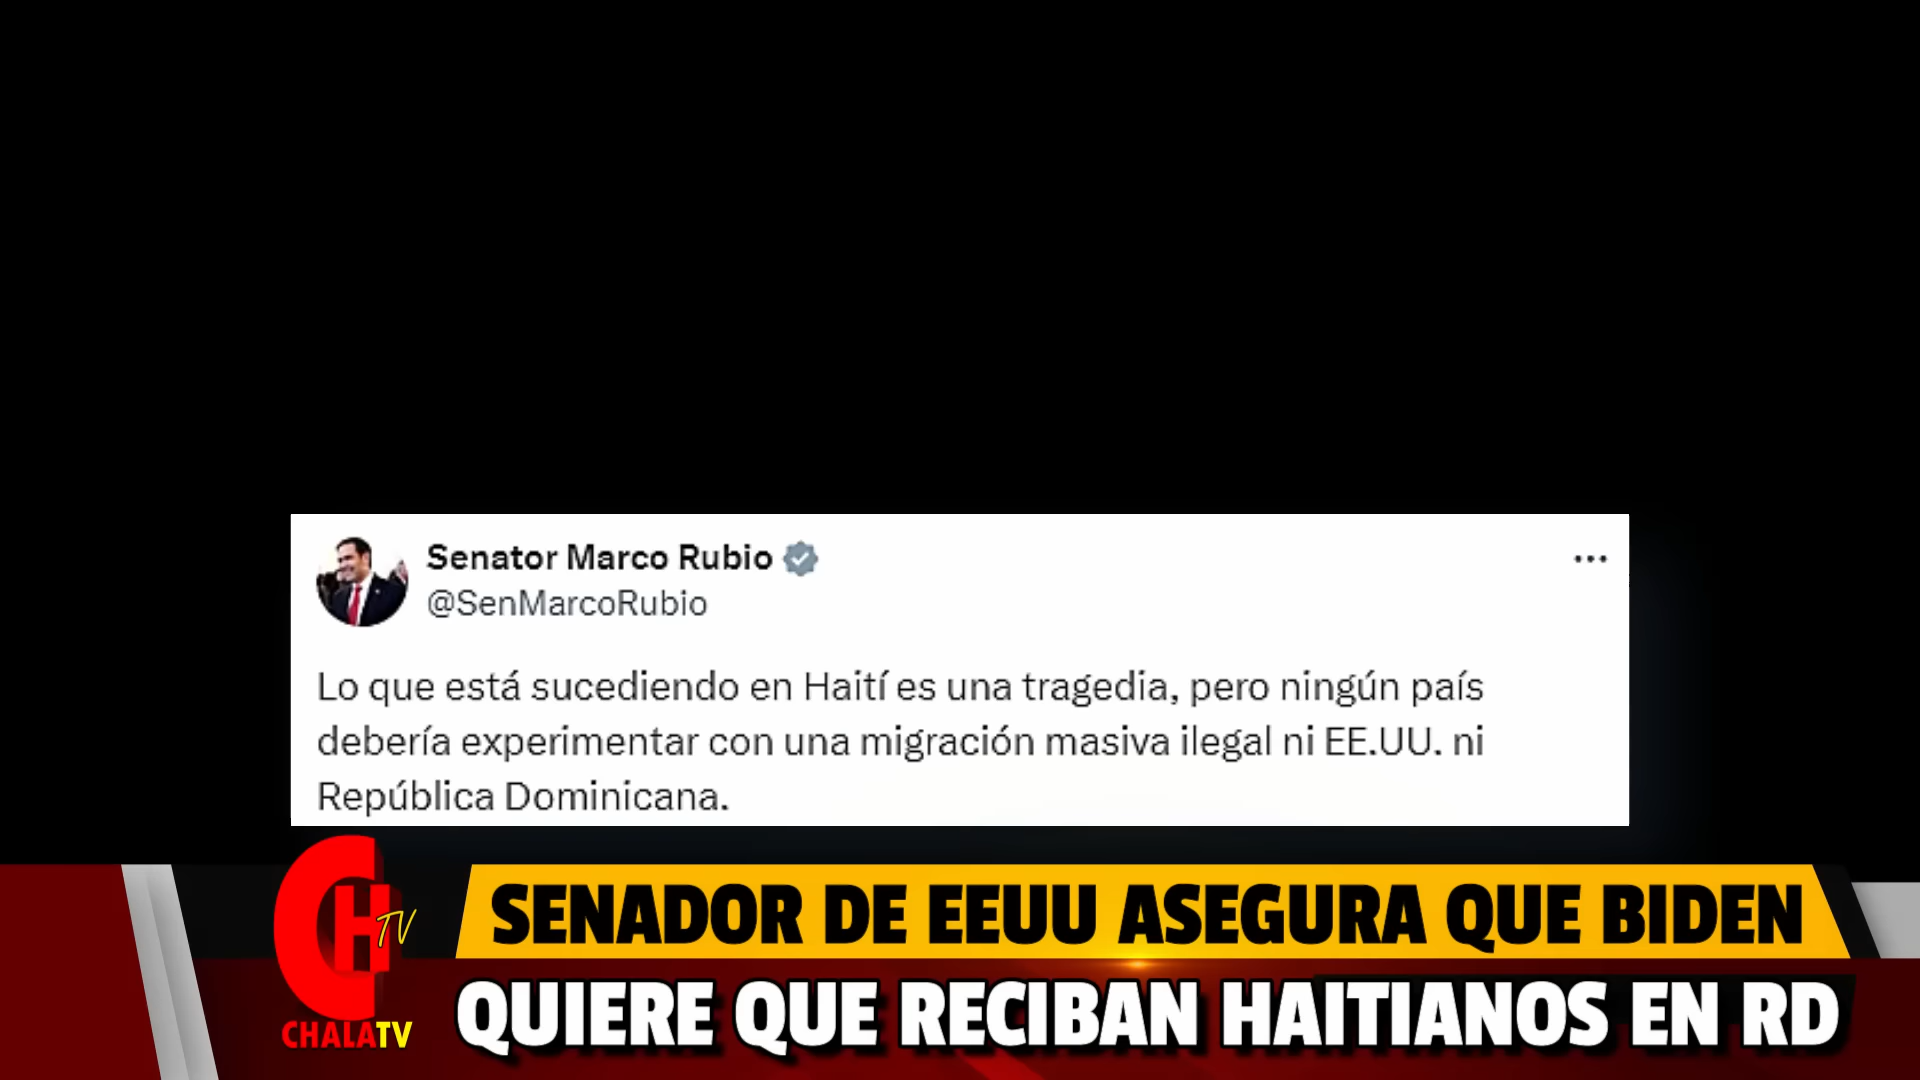 Senator Marco Rubio
@SenMarcoRubio
Lo que está sucediendo en Haití es una tragedia, pero ningún país
debería experimentar con una migración masiva ilegal ni EE.UU. ni
República Dominicana.
CH TV
CHALATV
SENADOR DE EEUU ASEGURA QUE BIDEN
QUIERE QUE RECIBAN HAITIANOS EN RD